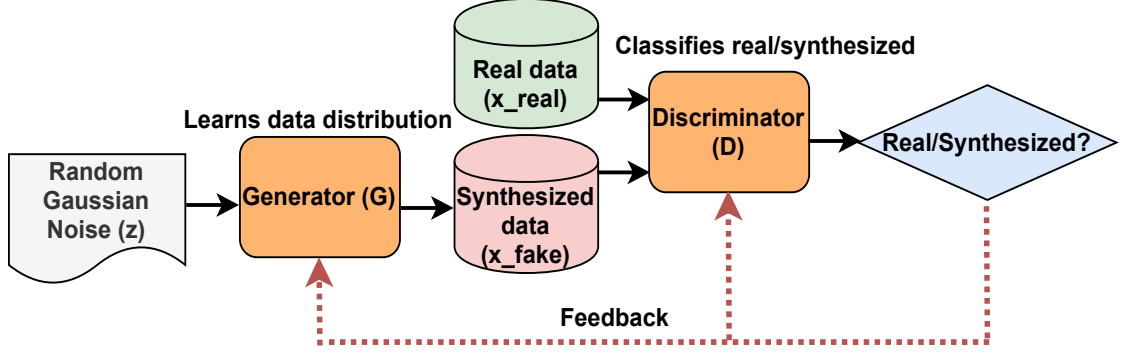 Random
Gaussian
Noise (z)
Learns data distribution
Generator (G)
Real data
(x_real)
Synthesized
data
(x_fake)
Classifies real/synthesized
Discriminator
(D)
Real/Synthesized?
Feedback